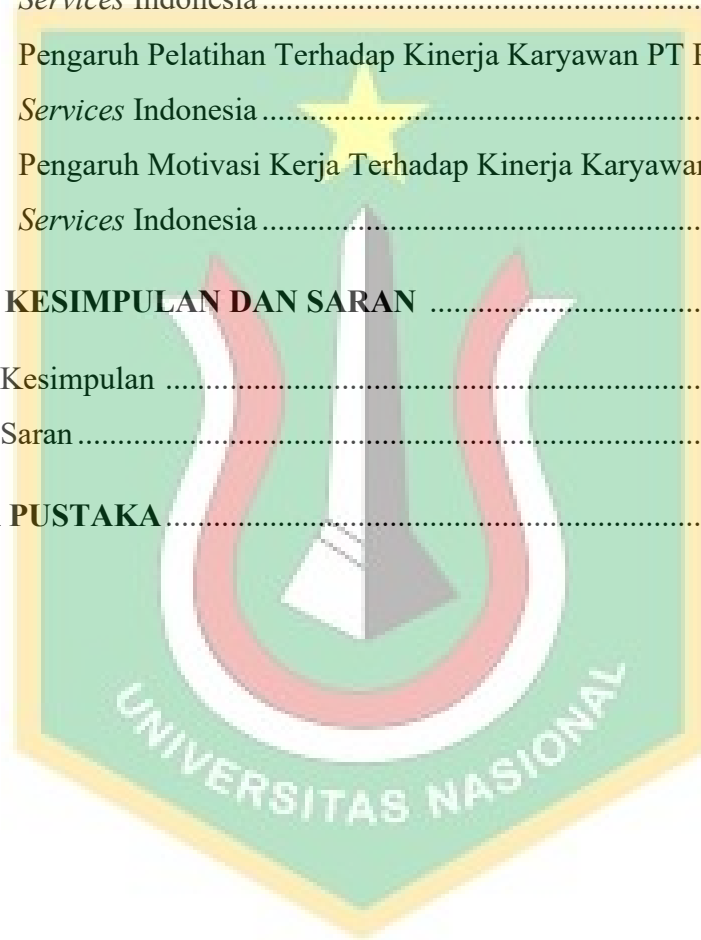 Services Indonesia ........................................................
Pengaruh Pelatihan Terhadap Kinerja Karyawan PT
Services Indonesia ........................................................
Pengaruh Motivasi Kerja Terhadap Kinerja Karyawan
Services Indonesia ........................................................
KESIMPULAN DAN SARAN ..................................
Kesimpulan ...................................................................
Saran ..............................................................................
PUSTAKA ....................................................................
UNIVERSITAS NASIONAL